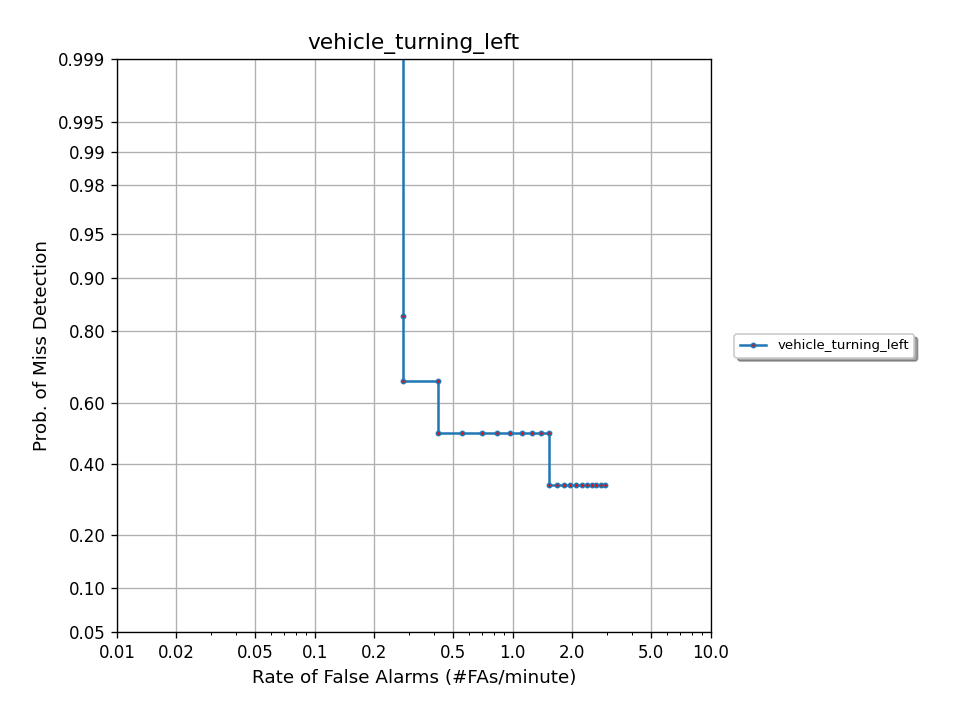 vehicle_turning_left
0.999
0.995
0.99
0.98
0.95
0.90
0.80
0.60
0.40
0.20
0.10
0.05
Prob. of Miss Detection
0.01 0.02 0.05 0.1 0.2 0.5 1.0 2.0 5.0 10.0
Rate of False Alarms (#FAs/minute)
vehicle_turning_left